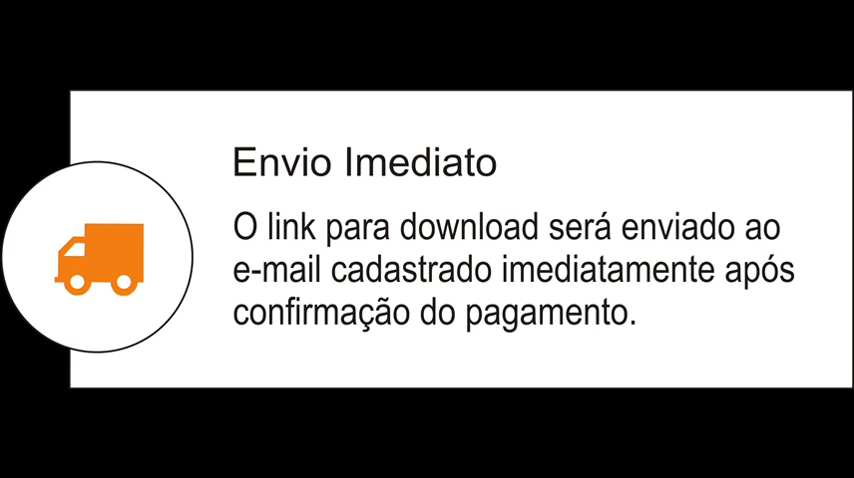 Envio Imediato
O link para download será enviado ao
e-mail cadastrado imediatamente após
confirmação do pagamento.